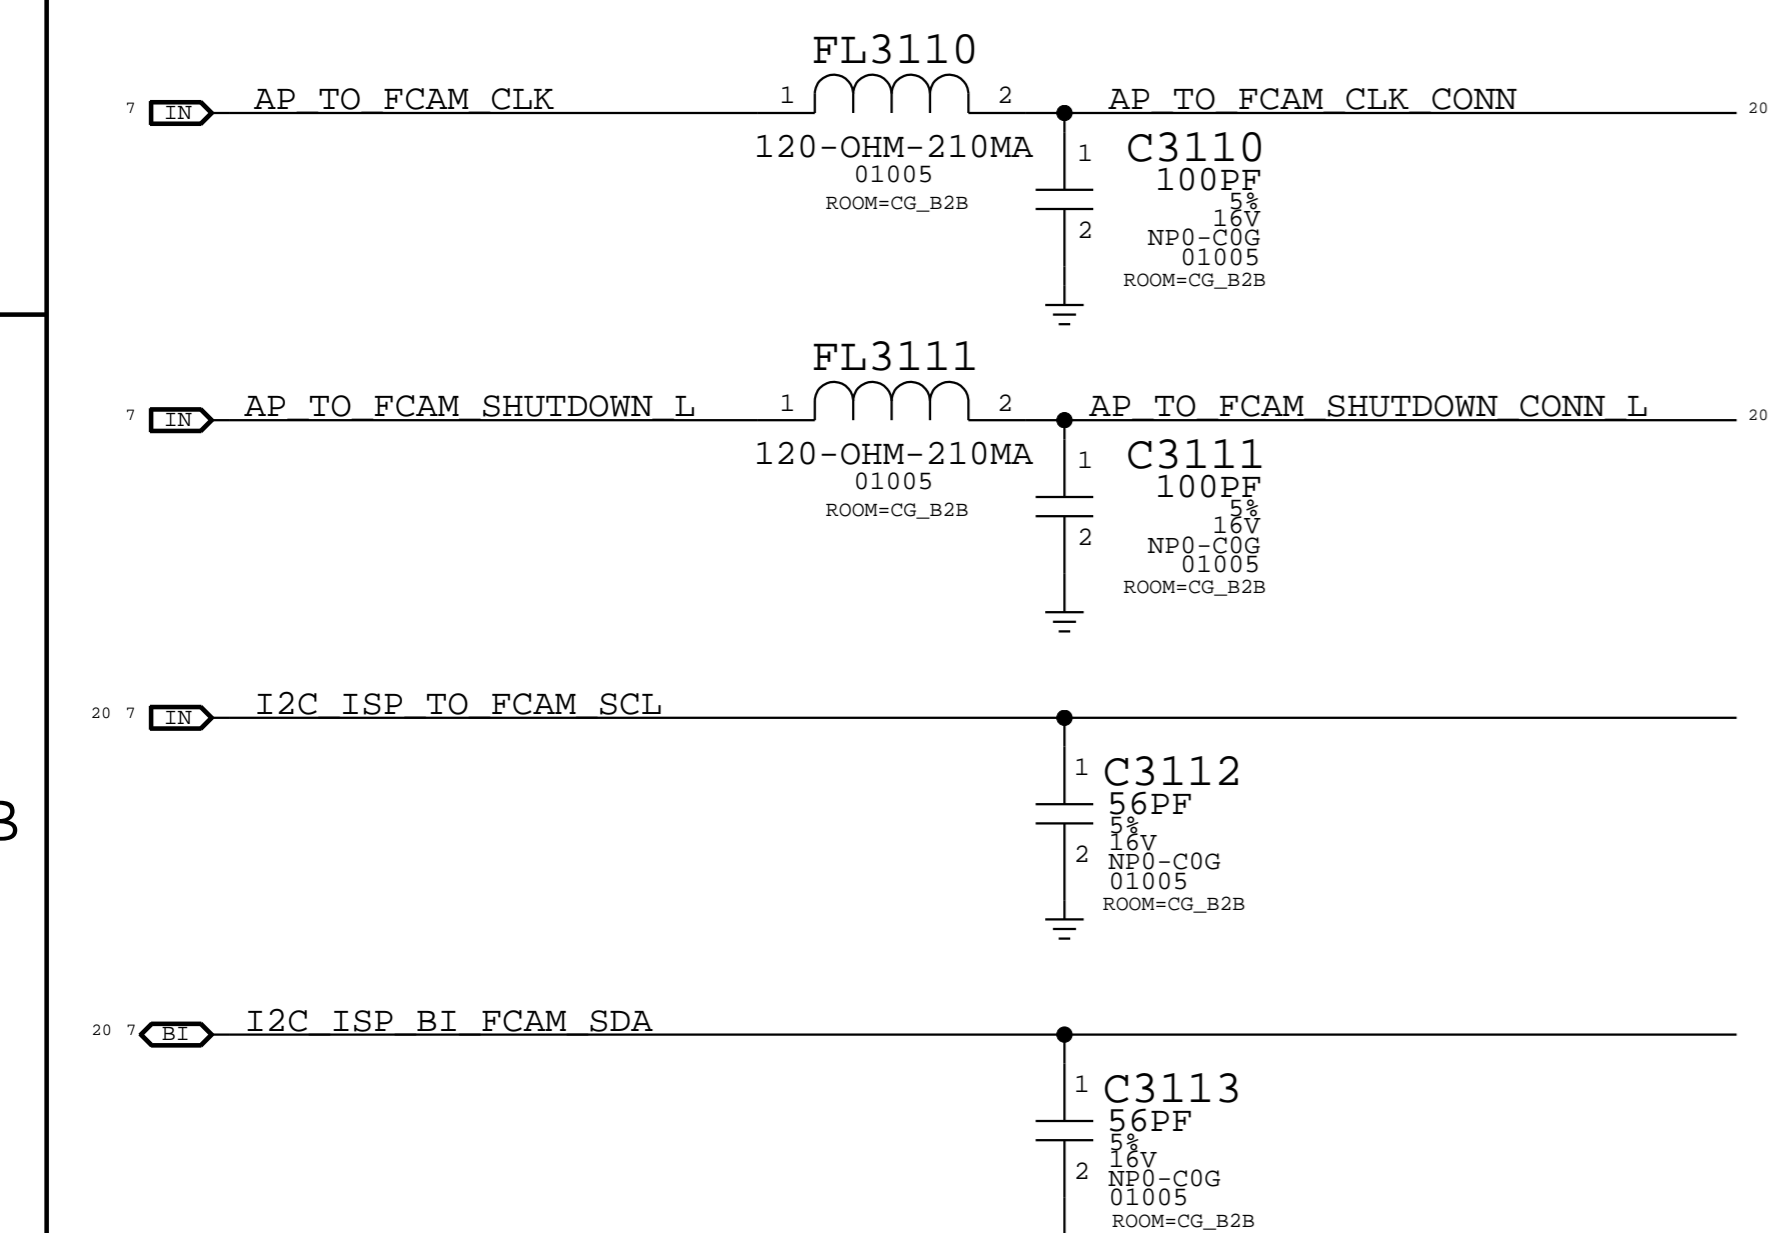 FL3110
7 IN AP_TO_FCAM_CLK 1 2 AP_TO_FCAM_CLK_CONN 20
120-OHM-210MA
01005
ROOM=CG_B2B
1 C3110
100PF
5%
16V
2 NP0-C0G
01005
ROOM=CG_B2B
FL3111
7 IN AP_TO_FCAM_SHUTDOWN_L 1 2 AP_TO_FCAM_SHUTDOWN_CONN_L 20
120-OHM-210MA
01005
ROOM=CG_B2B
1 C3111
100PF
5%
16V
2 NP0-C0G
01005
ROOM=CG_B2B
20 7 IN I2C_ISP_TO_FCAM_SCL
1 C3112
56PF
5%
16V
2 NP0-C0G
01005
ROOM=CG_B2B
B
20 7 BI I2C_ISP_BI_FCAM_SDA
1 C3113
56PF
5%
16V
2 NP0-C0G
01005
ROOM=CG_B2B